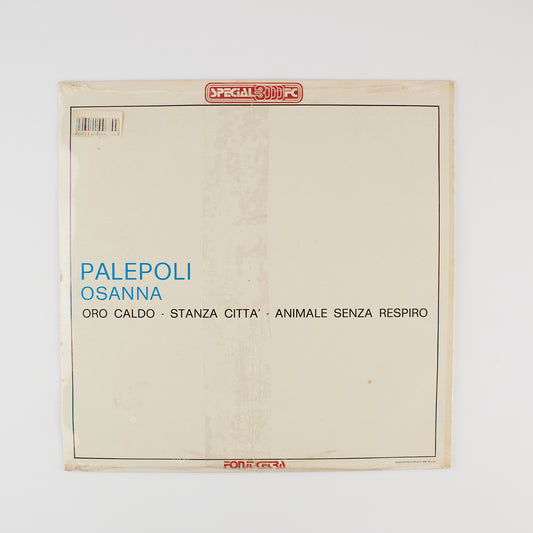 SPECIAL 3000 FC
PALEPOLI
OSANNA
ORO CALDO · STANZA CITTA' · ANIMALE SENZA RESPIRO
FONIT CETRA